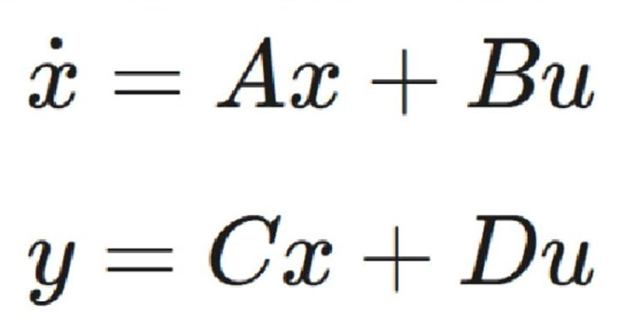 ẋ = Ax + Bu
y = Cx + Du